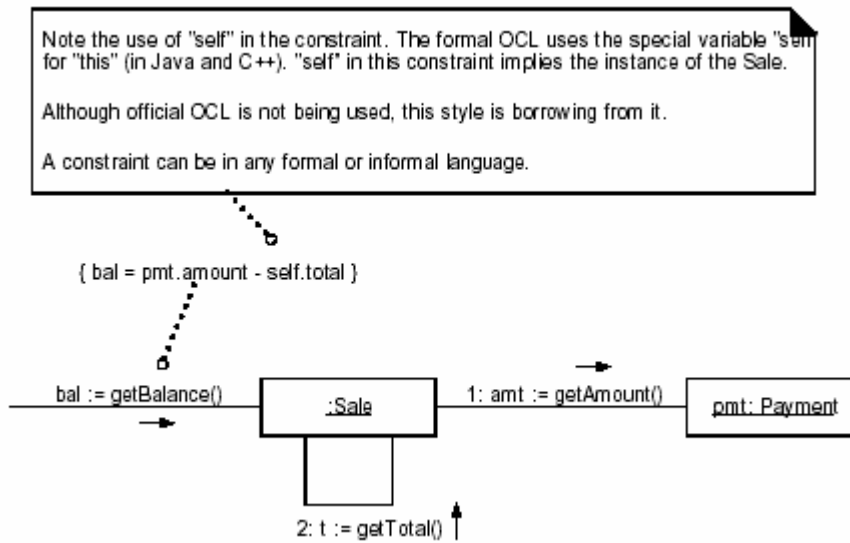 Note the use of "self" in the constraint. The formal OCL uses the special variable "self
for "this" (in Java and C++). "self" in this constraint implies the instance of the Sale.
Although official OCL is not being used, this style is borrowing from it.
A constraint can be in any formal or informal language.
{ bal = pmt.amount - self.total }
bal := getBalance()
:Sale
1: amt := getAmount()
pmt: Payment
2: t := getTotal()